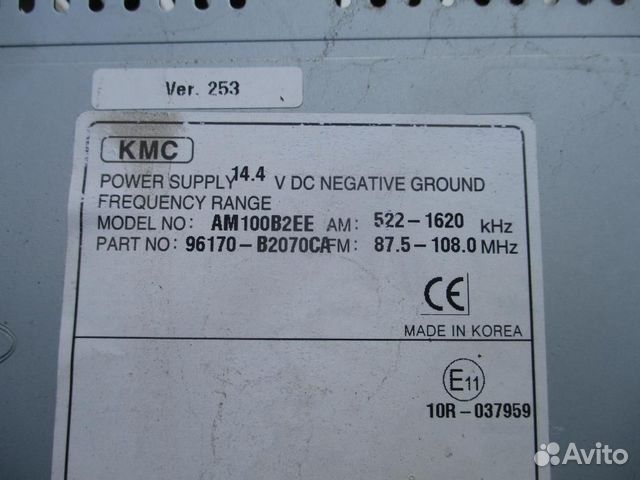 Ver. 253
KMC
POWER SUPPLY 14.4 V DC NEGATIVE GROUND
FREQUENCY RANGE
MODEL NO: AM100B2EE AM: 522-1620 kHz
PART NO: 96170-B2070CA FM: 87.5-108.0 MHz
CE
MADE IN KOREA
E11
10R-037959
Avito